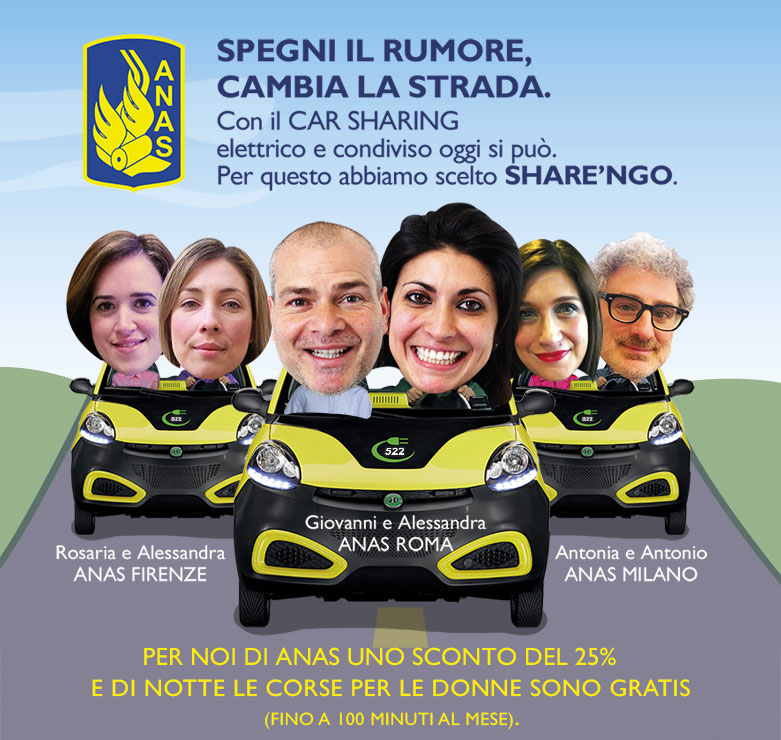 ANAS
SPEGNI IL RUMORE,
CAMBIA LA STRADA.
Con il CAR SHARING
elettrico e condiviso oggi si può.
Per questo abbiamo scelto SHARE'NGO.
522
522
522
Giovanni e Alessandra
ANAS ROMA
Rosaria e Alessandra
ANAS FIRENZE
Antonia e Antonio
ANAS MILANO
PER NOI DI ANAS UNO SCONTO DEL 25%
E DI NOTTE LE CORSE PER LE DONNE SONO GRATIS
(FINO A 100 MINUTI AL MESE).